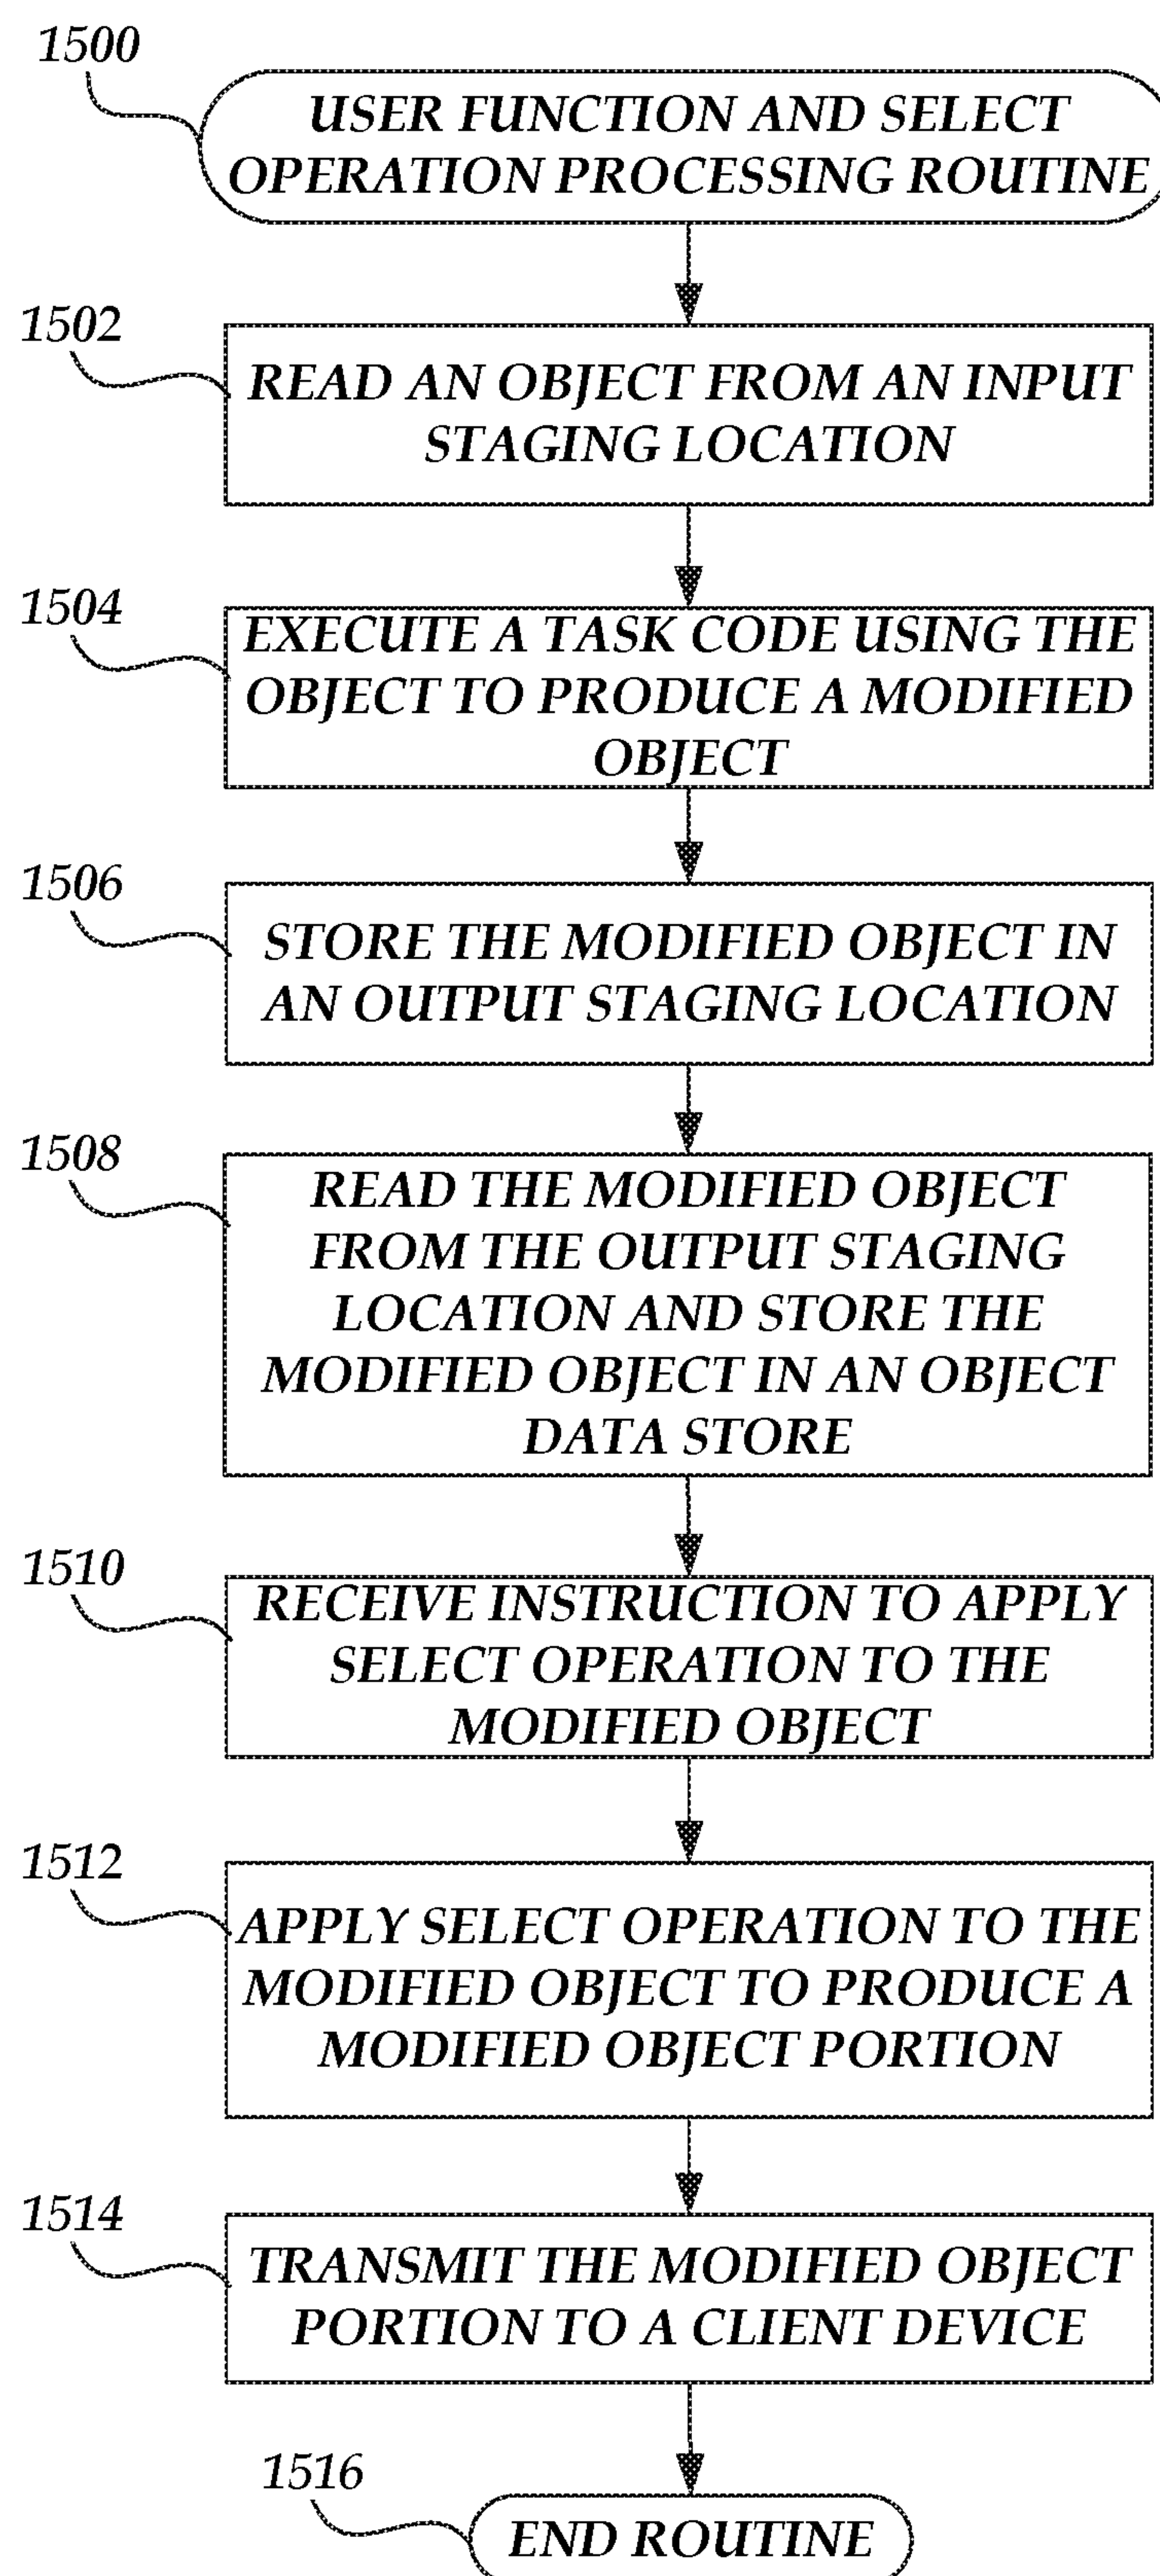 1500
USER FUNCTION AND SELECT
OPERATION PROCESSING ROUTINE
1502
READ AN OBJECT FROM AN INPUT
STAGING LOCATION
1504
EXECUTE A TASK CODE USING THE
OBJECT TO PRODUCE A MODIFIED
OBJECT
1506
STORE THE MODIFIED OBJECT IN
AN OUTPUT STAGING LOCATION
1508
READ THE MODIFIED OBJECT
FROM THE OUTPUT STAGING
LOCATION AND STORE THE
MODIFIED OBJECT IN AN OBJECT
DATA STORE
1510
RECEIVE INSTRUCTION TO APPLY
SELECT OPERATION TO THE
MODIFIED OBJECT
1512
APPLY SELECT OPERATION TO THE
MODIFIED OBJECT TO PRODUCE A
MODIFIED OBJECT PORTION
1514
TRANSMIT THE MODIFIED OBJECT
PORTION TO A CLIENT DEVICE
1516
END ROUTINE